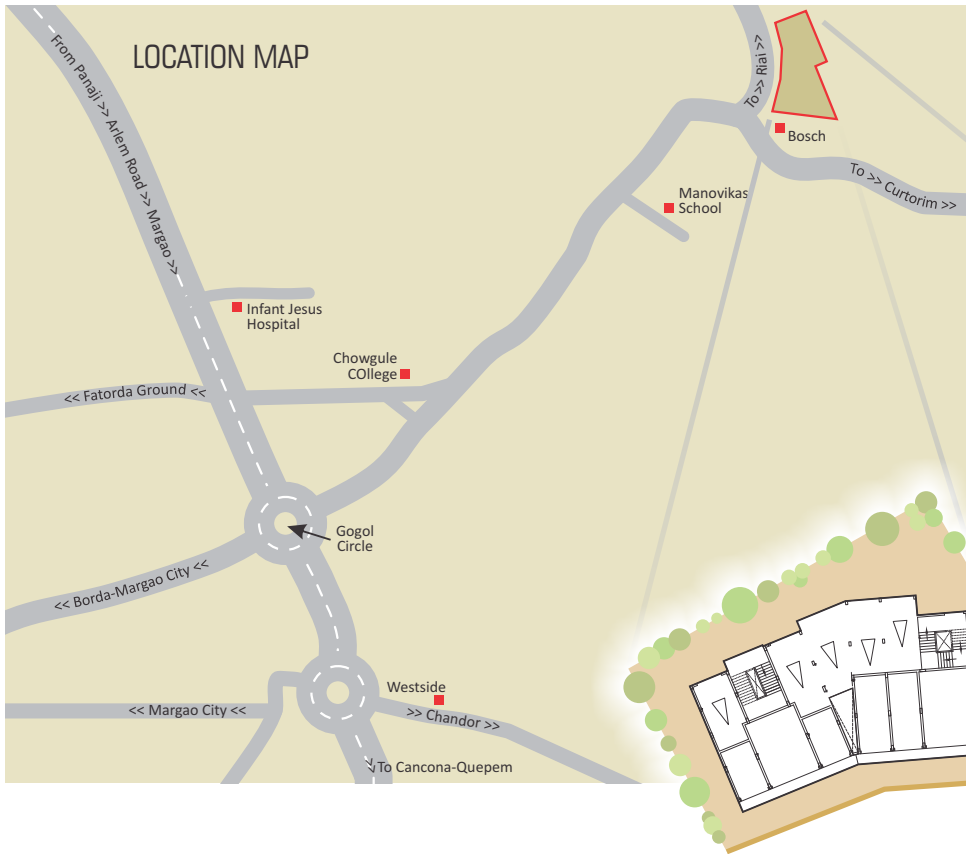 LOCATION MAP
From Panaji >> Arlem Road >> Margao >>
To >> Riai >>
Bosch
To >> Curtorim >>
Manovikas
School
Infant Jesus
Hospital
Chowgule
COllege
<< Fatorda Ground <<
Gogol
Circle
<< Borda-Margao City <<
Westside
<< Margao City <<
>> Chandor >>
>> To Cancona-Quepem